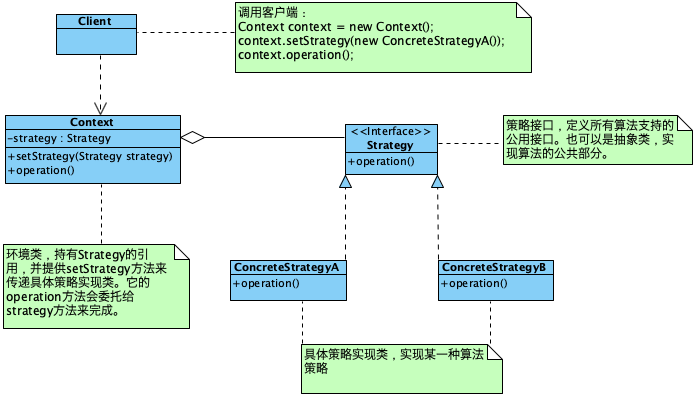 Client
调用客户端：
Context context = new Context();
context.setStrategy(new ConcreteStrategyA());
context.operation();
Context
-strategy : Strategy
+setStrategy(Strategy strategy)
+operation()
<<Interface>>
Strategy
+operation()
策略接口，定义所有算法支持的
公用接口。也可以是抽象类，实
现算法的公共部分。
环境类，持有Strategy的引
用，并提供setStrategy方法来
传递具体策略实现类。它的
operation方法会委托给
strategy方法来完成。
ConcreteStrategyA
+operation()
ConcreteStrategyB
+operation()
具体策略实现类，实现某一种算法
策略